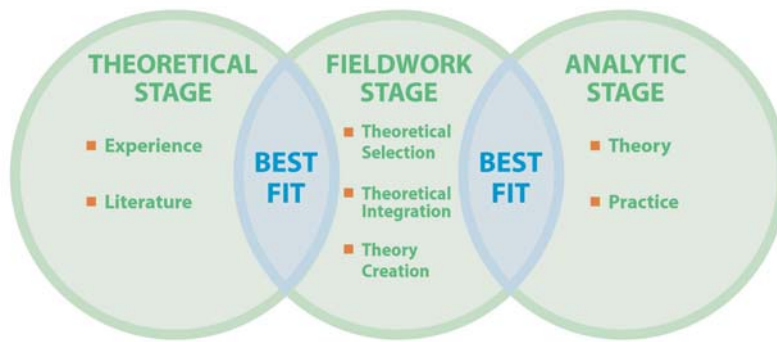 THEORETICAL
STAGE
Experience
Literature
BEST
FIT
FIELDWORK
STAGE
Theoretical
Selection
Theoretical
Integration
Theory
Creation
BEST
FIT
ANALYTIC
STAGE
Theory
Practice